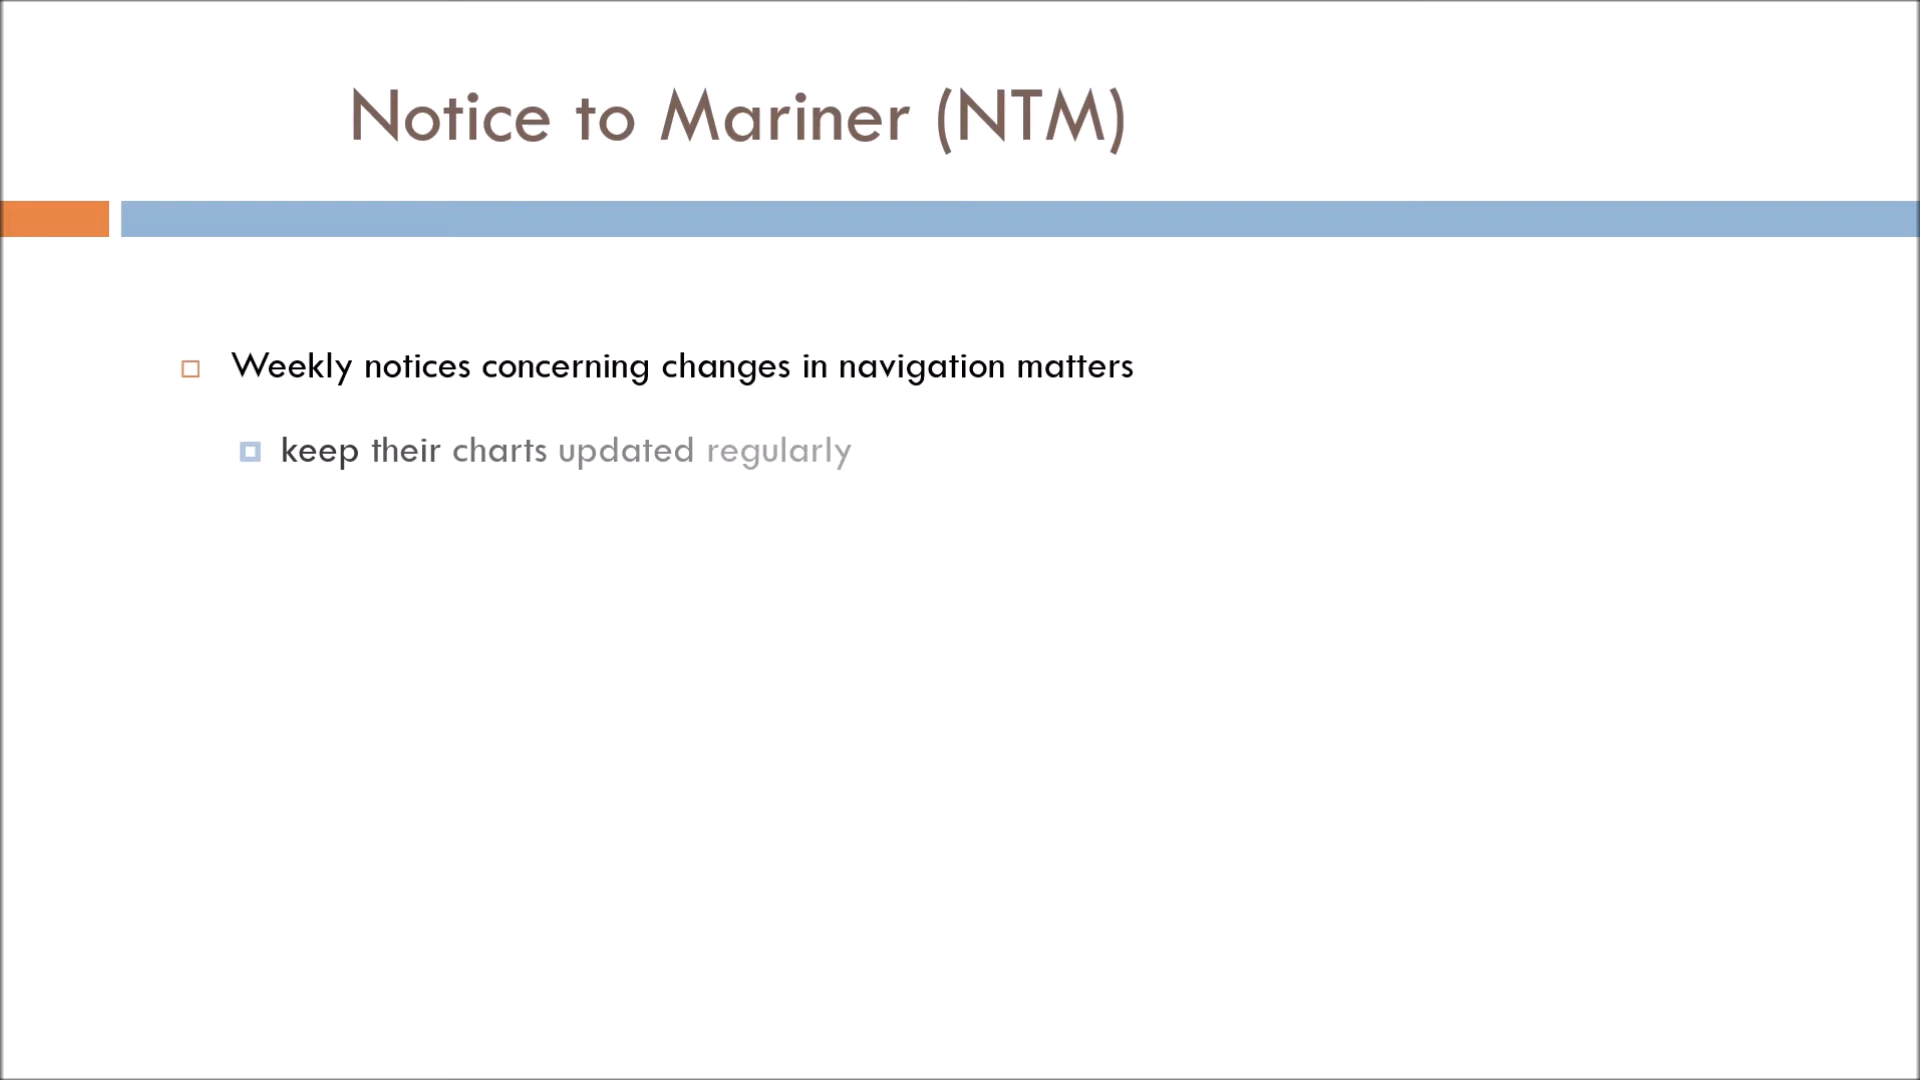 Notice to Mariner (NTM)
Weekly notices concerning changes in navigation matters
keep their charts updated regularly